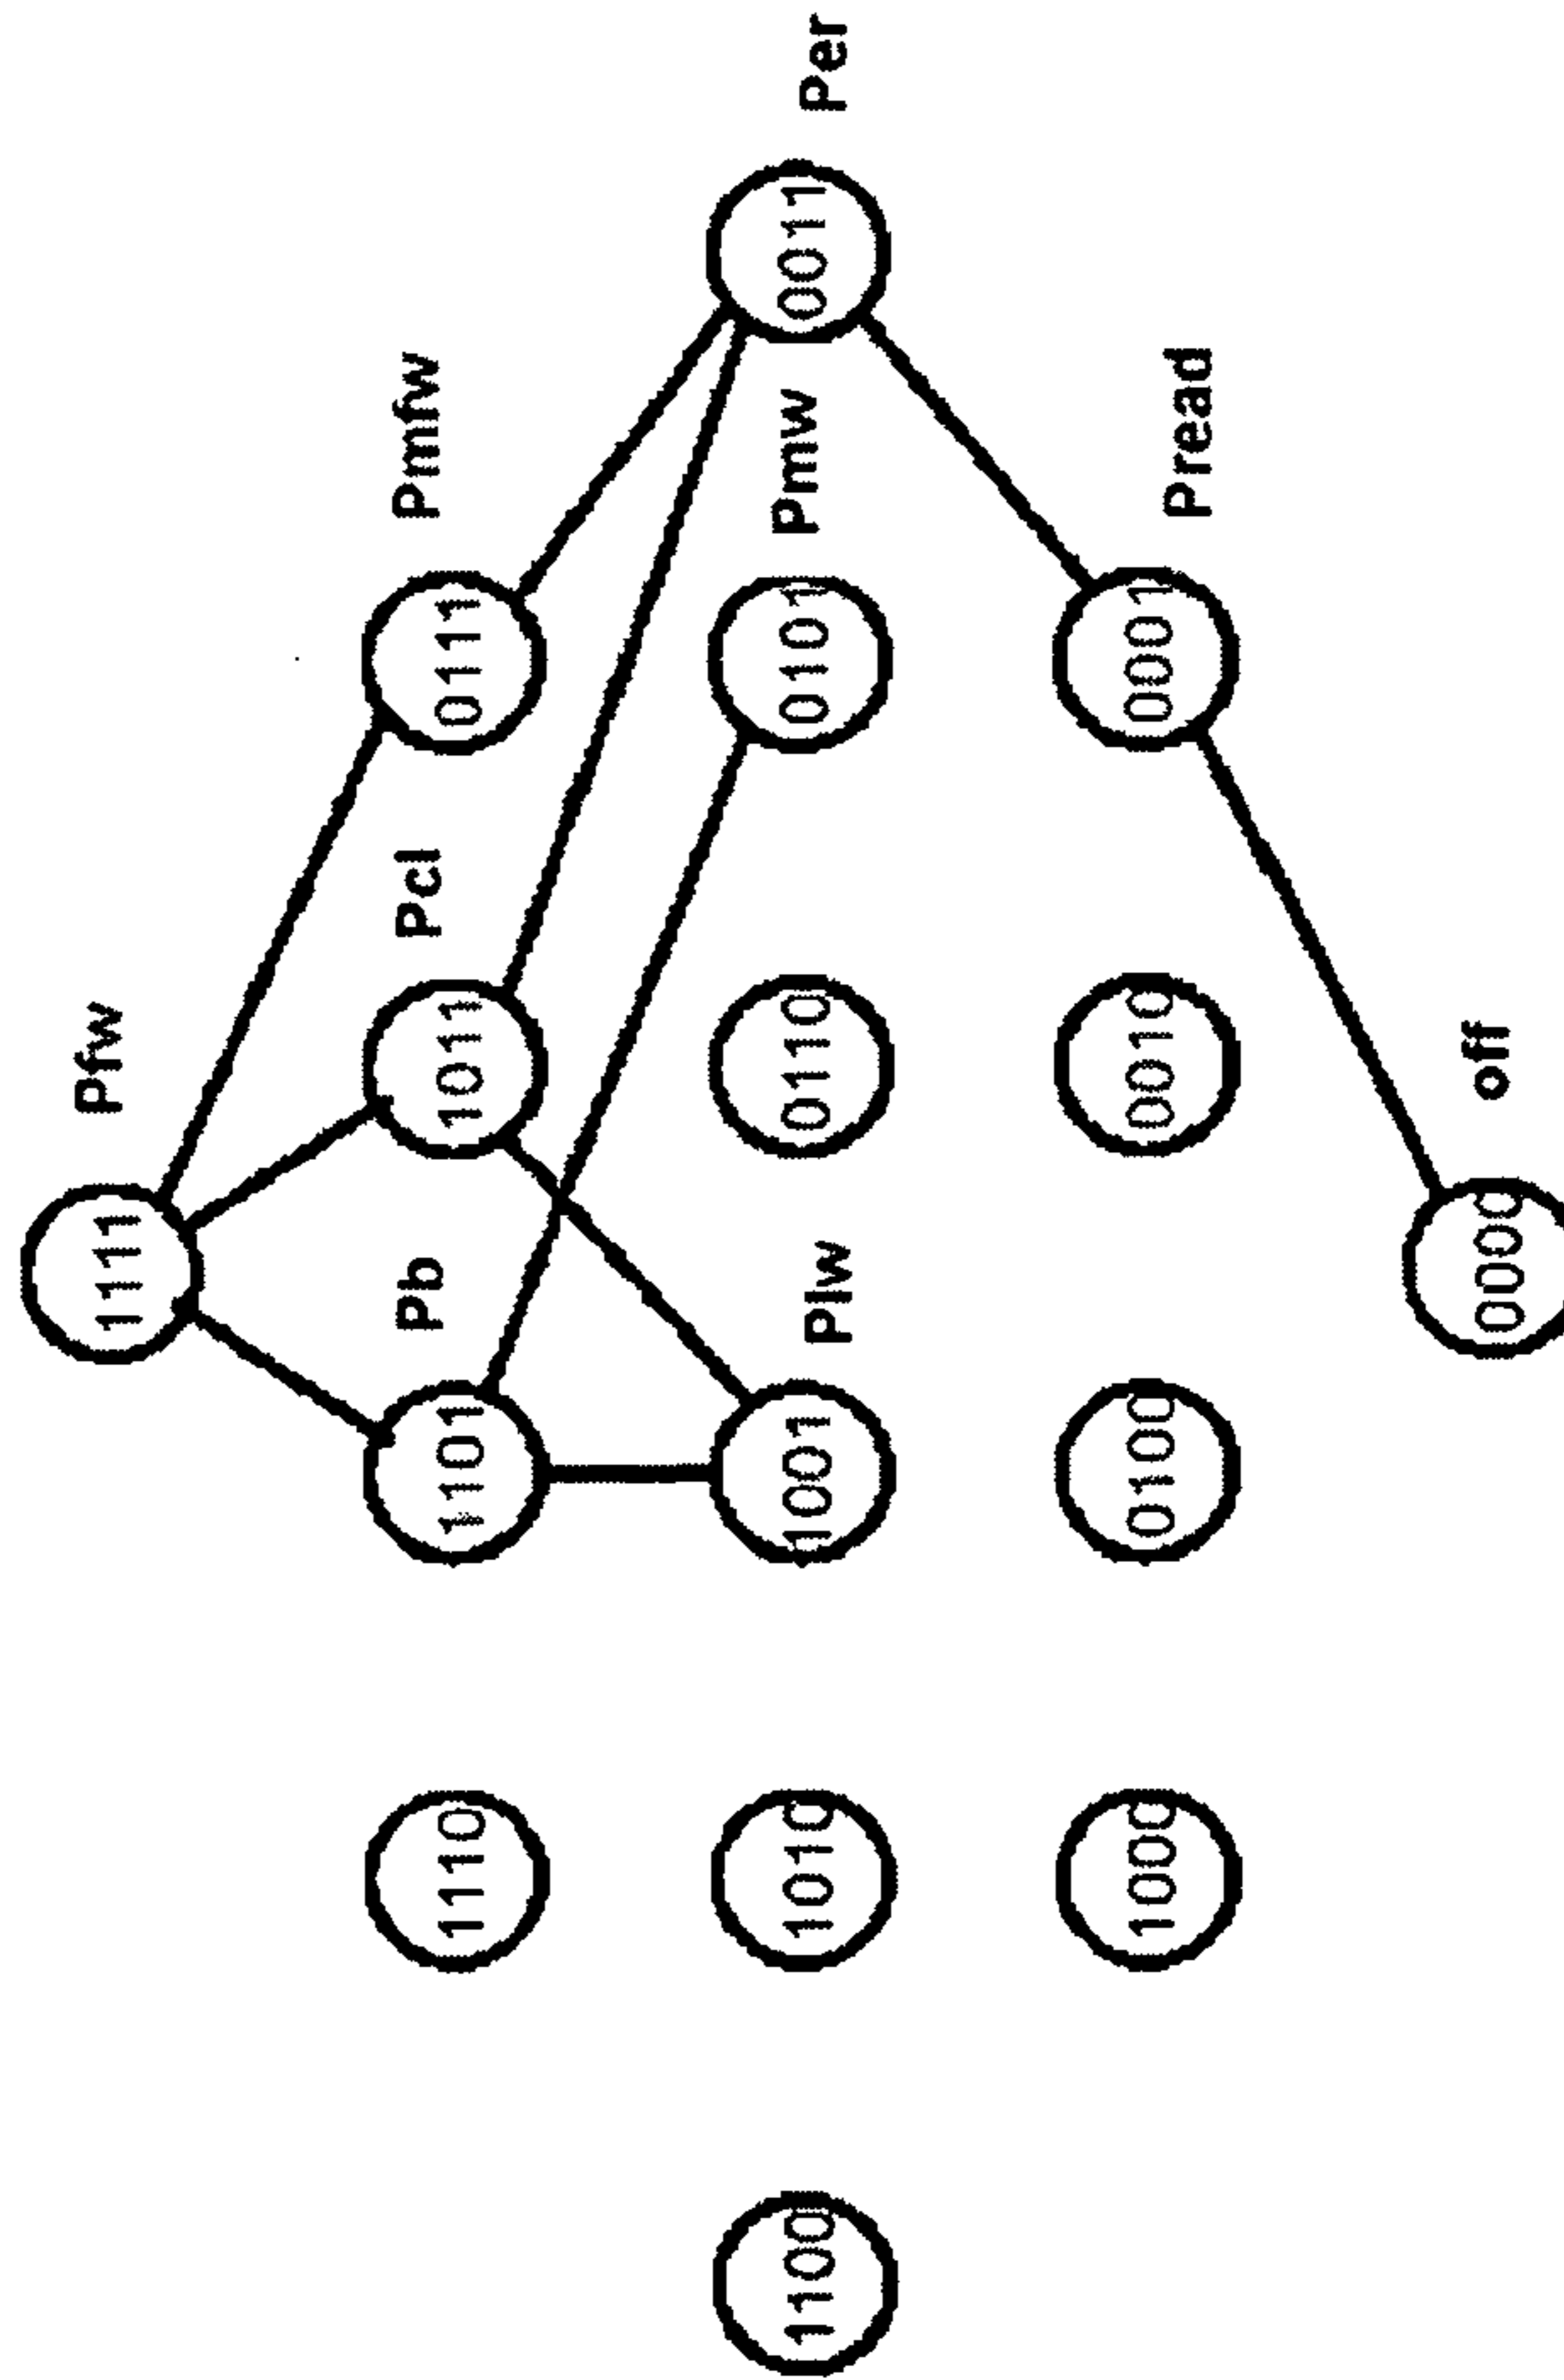 1111 Pfw
1110 1101 Pb 1011 Pcl 0111 Pmfw
1100 1010 1001 Plw 0110 0101 Pmw 0011 Per
1000 0100 0010 0001 Pread
0000 off